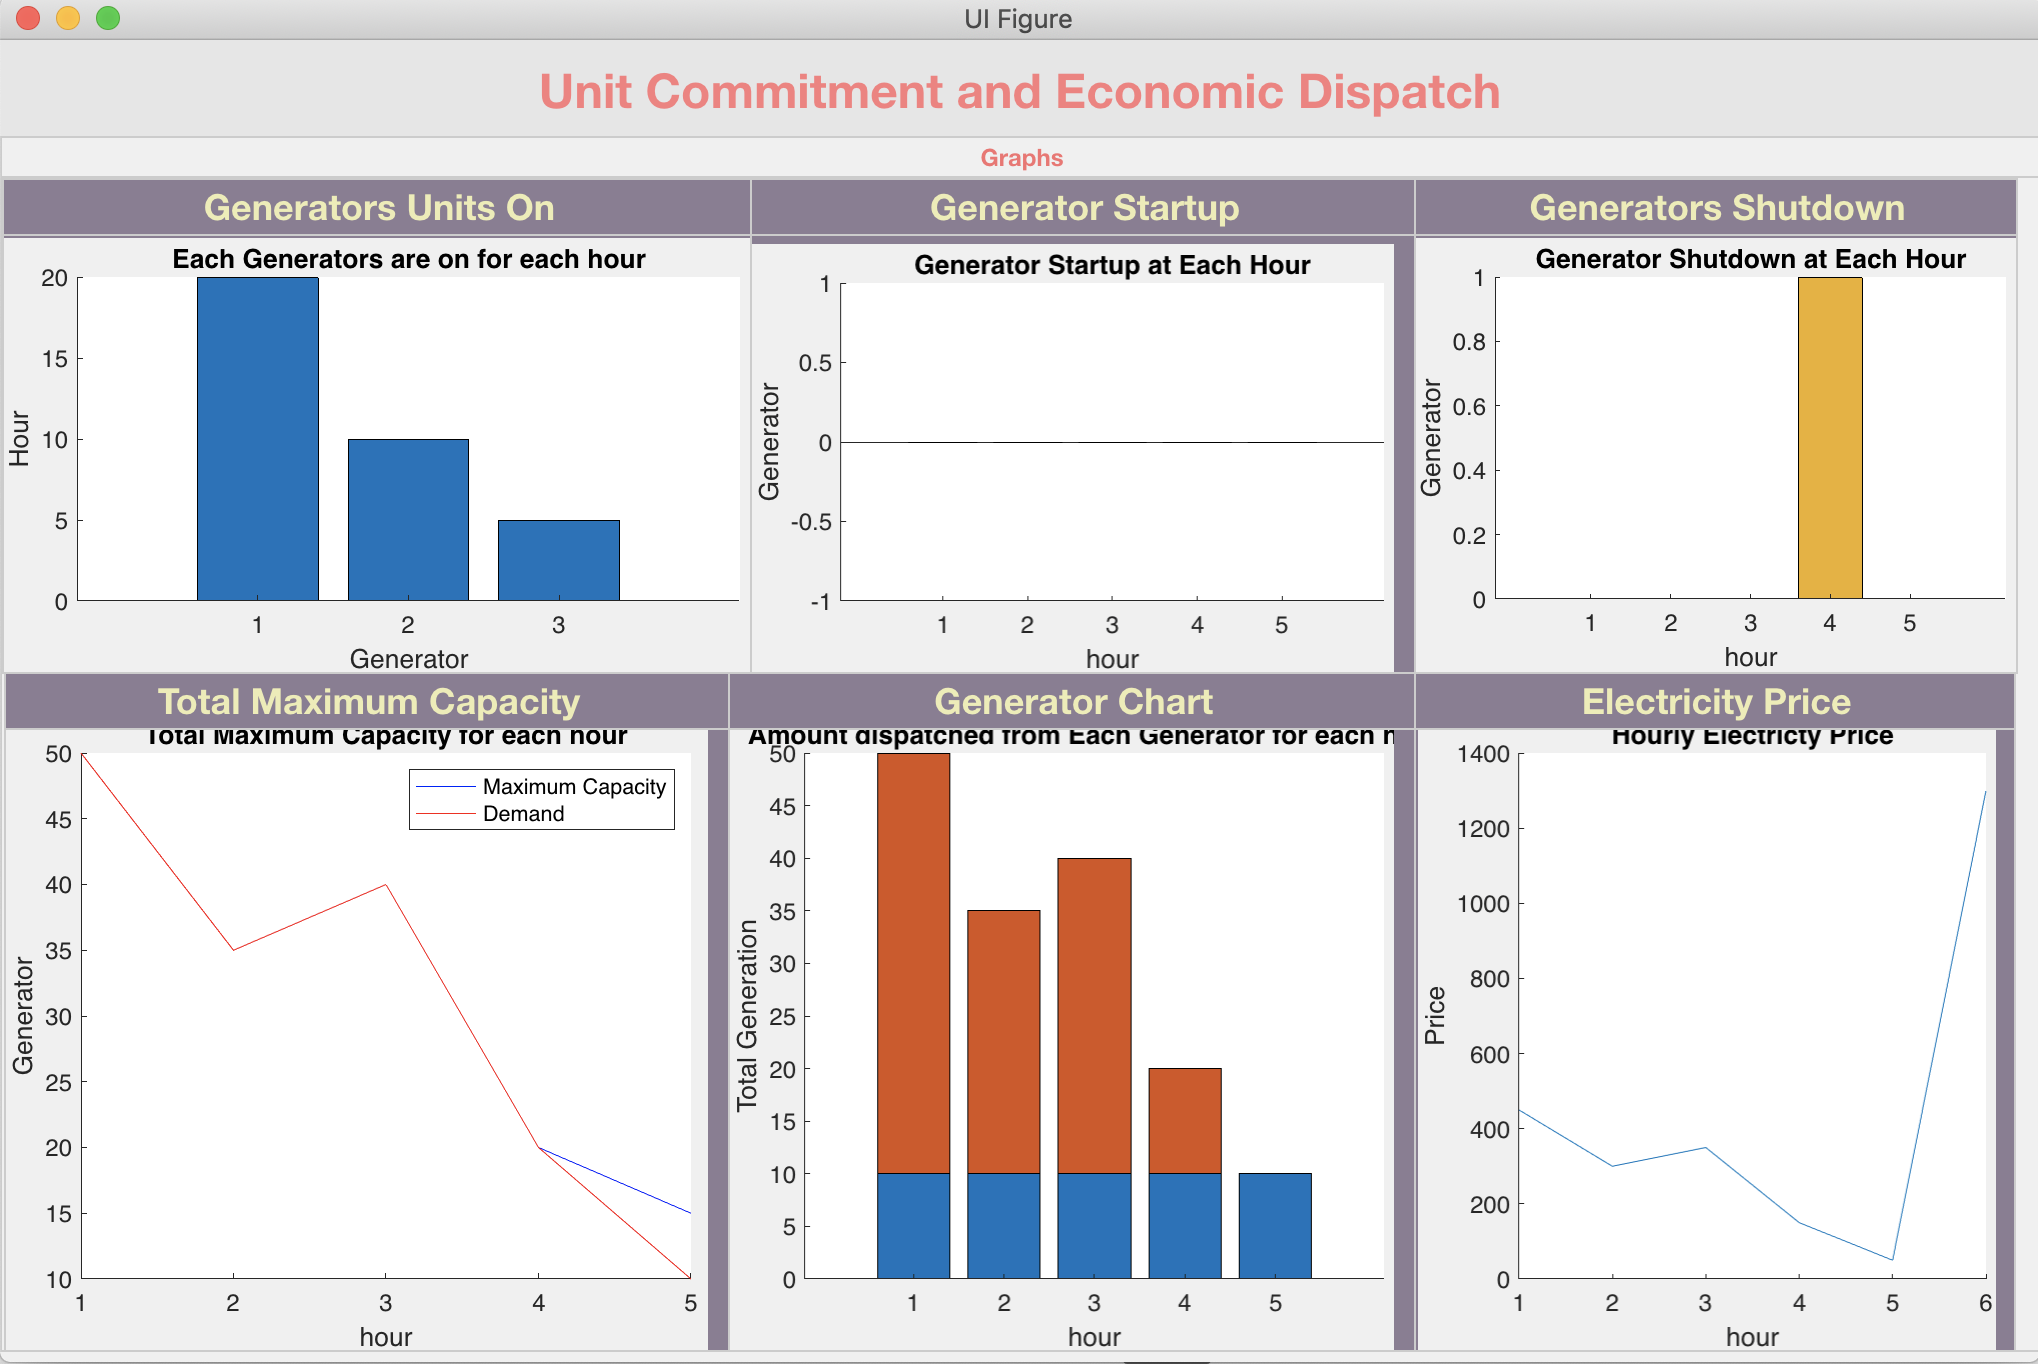 UI Figure
Unit Commitment and Economic Dispatch
Graphs
Generators Units On
Each Generators are on for each hour
20
15
10
5
0
Hour
1 2 3
Generator
Generator Startup
Generator Startup at Each Hour
1
0.5
0
-0.5
-1
Generator
1 2 3 4 5
hour
Generators Shutdown
Generator Shutdown at Each Hour
1
0.8
0.6
0.4
0.2
0
Generator
1 2 3 4 5
hour
Total Maximum Capacity
Total Maximum Capacity for each hour
50
45
40
35
30
25
20
15
10
Generator
Maximum Capacity
Demand
1 2 3 4 5
hour
Generator Chart
Amount dispatched from Each Generator for each
50
45
40
35
30
25
20
15
10
5
0
Total Generation
1 2 3 4 5
hour
Electricity Price
Hourly Electricty Price
1400
1200
1000
800
600
400
200
0
Price
1 2 3 4 5 6
hour